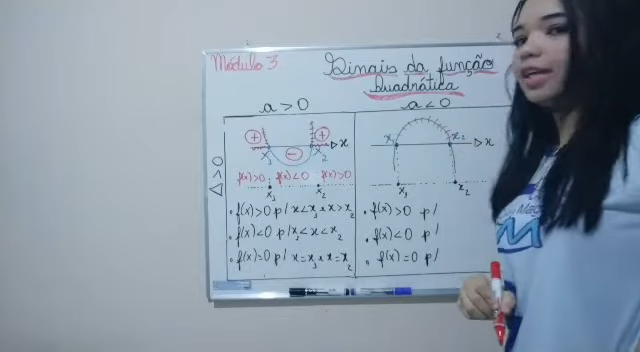 Módulo 3
Sinais da função
Quadrática
a > 0
a < 0
Δ > 0
+ +
−
x₁ x₂ x
f(x)>0 f(x)<0 f(x)>0
x₁ x₂
• f(x)>0 p/ x<x₁ e x>x₂
• f(x)<0 p/ x₁<x<x₂
• f(x)=0 p/ x=x₁ e x=x₂
x₁ x₂ x
x₁ x₂
• f(x)>0 p/
• f(x)<0 p/
• f(x)=0 p/